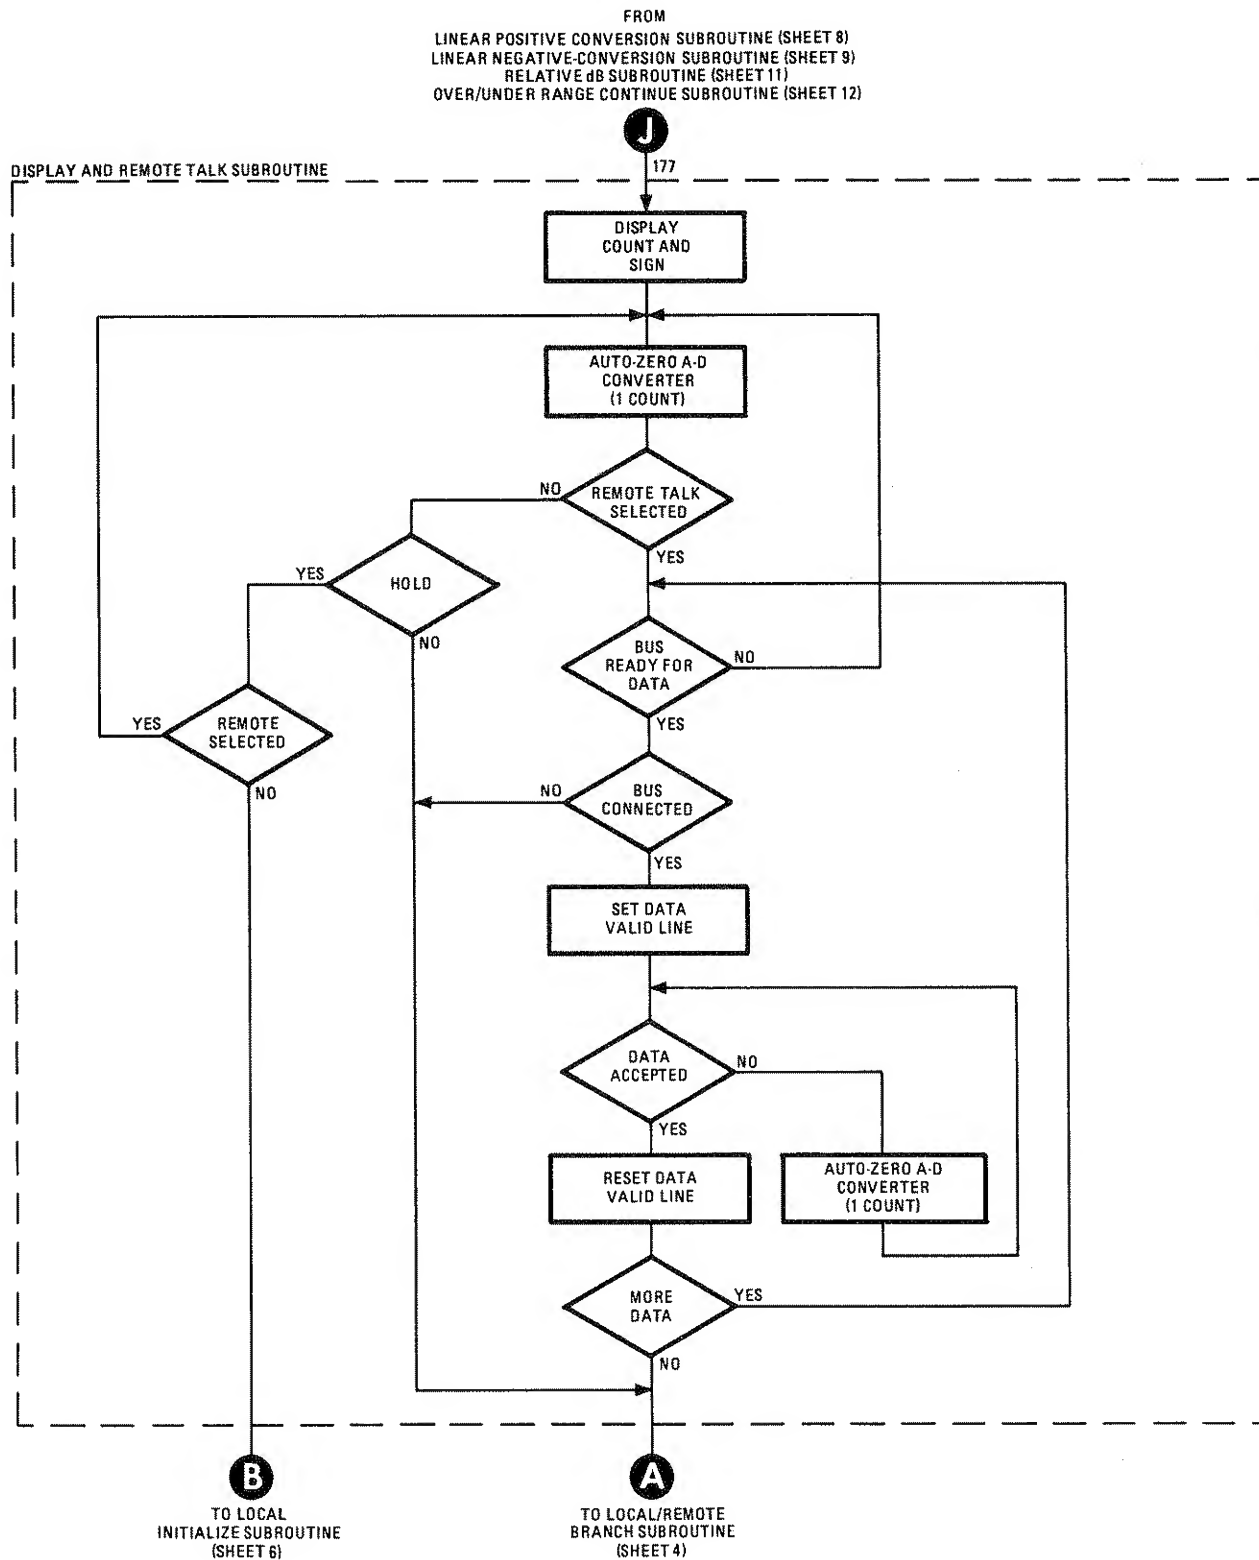 FROM
LINEAR POSITIVE CONVERSION SUBROUTINE (SHEET 8)
LINEAR NEGATIVE-CONVERSION SUBROUTINE (SHEET 9)
RELATIVE dB SUBROUTINE (SHEET 11)
OVER/UNDER RANGE CONTINUE SUBROUTINE (SHEET 12)
J
177
DISPLAY AND REMOTE TALK SUBROUTINE
DISPLAY
COUNT AND
SIGN
AUTO-ZERO A-D
CONVERTER
(1 COUNT)
NO
REMOTE TALK
SELECTED
YES
YES
HOLD
NO
BUS
READY FOR
DATA
NO
YES
YES
REMOTE
SELECTED
NO
NO
BUS
CONNECTED
YES
SET DATA
VALID LINE
DATA
ACCEPTED
NO
YES
RESET DATA
VALID LINE
AUTO-ZERO A-D
CONVERTER
(1 COUNT)
MORE
DATA
YES
NO
B
TO LOCAL
INITIALIZE SUBROUTINE
(SHEET 6)
A
TO LOCAL/REMOTE
BRANCH SUBROUTINE
(SHEET 4)